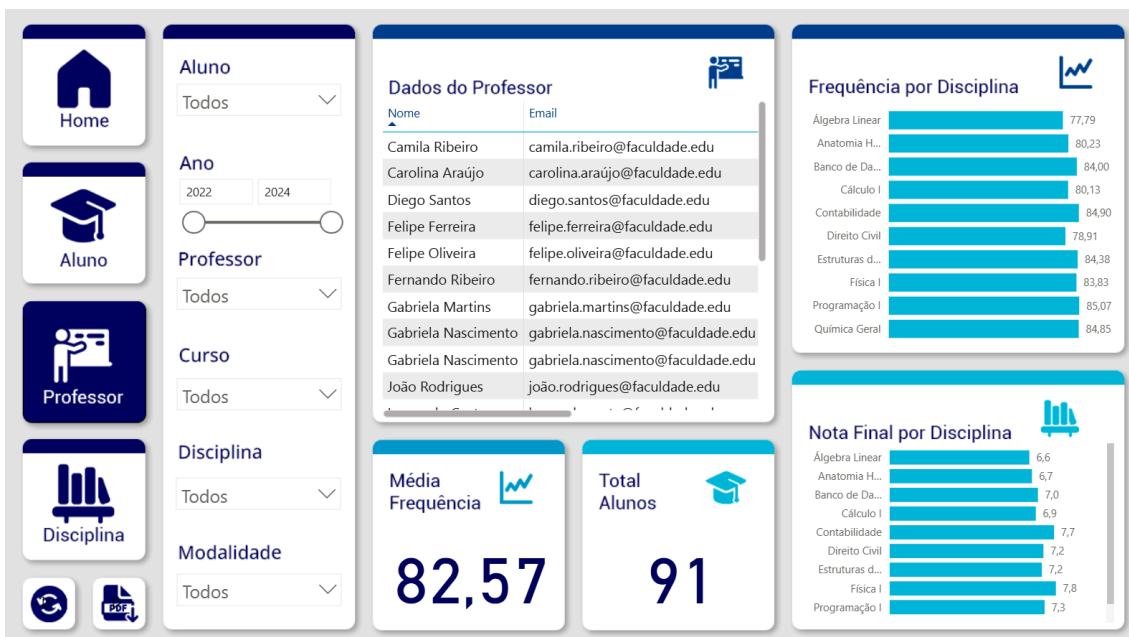 Home
Aluno
Professor
Disciplina
PDF
Aluno
Todos
Ano
2022 2024
Professor
Todos
Curso
Todos
Disciplina
Todos
Modalidade
Todos
Dados do Professor
Nome Email
Camila Ribeiro camila.ribeiro@faculdade.edu
Carolina Araújo carolina.araújo@faculdade.edu
Diego Santos diego.santos@faculdade.edu
Felipe Ferreira felipe.ferreira@faculdade.edu
Felipe Oliveira felipe.oliveira@faculdade.edu
Fernando Ribeiro fernando.ribeiro@faculdade.edu
Gabriela Martins gabriela.martins@faculdade.edu
Gabriela Nascimento gabriela.nascimento@faculdade.edu
Gabriela Nascimento gabriela.nascimento@faculdade.edu
João Rodrigues joão.rodrigues@faculdade.edu
Média
Frequência
82,57
Total
Alunos
91
Frequência por Disciplina
Álgebra Linear 77,79
Anatomia H... 80,23
Banco de Da... 84,00
Cálculo I 80,13
Contabilidade 84,90
Direito Civil 78,91
Estruturas d... 84,38
Física I 83,83
Programação I 85,07
Química Geral 84,85
Nota Final por Disciplina
Álgebra Linear 6,6
Anatomia H... 6,7
Banco de Da... 7,0
Cálculo I 6,9
Contabilidade 7,7
Direito Civil 7,2
Estruturas d... 7,2
Física I 7,8
Programação I 7,3